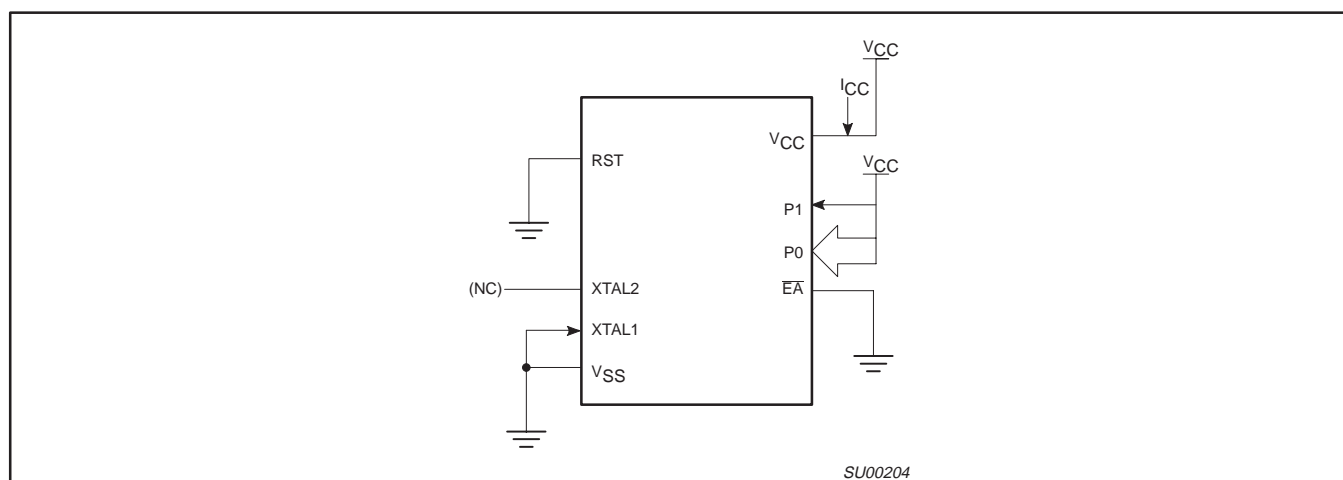 VCC
ICC
VCC
RST
VCC
P1
P0
(NC)
XTAL2
EA
XTAL1
VSS
SU00204